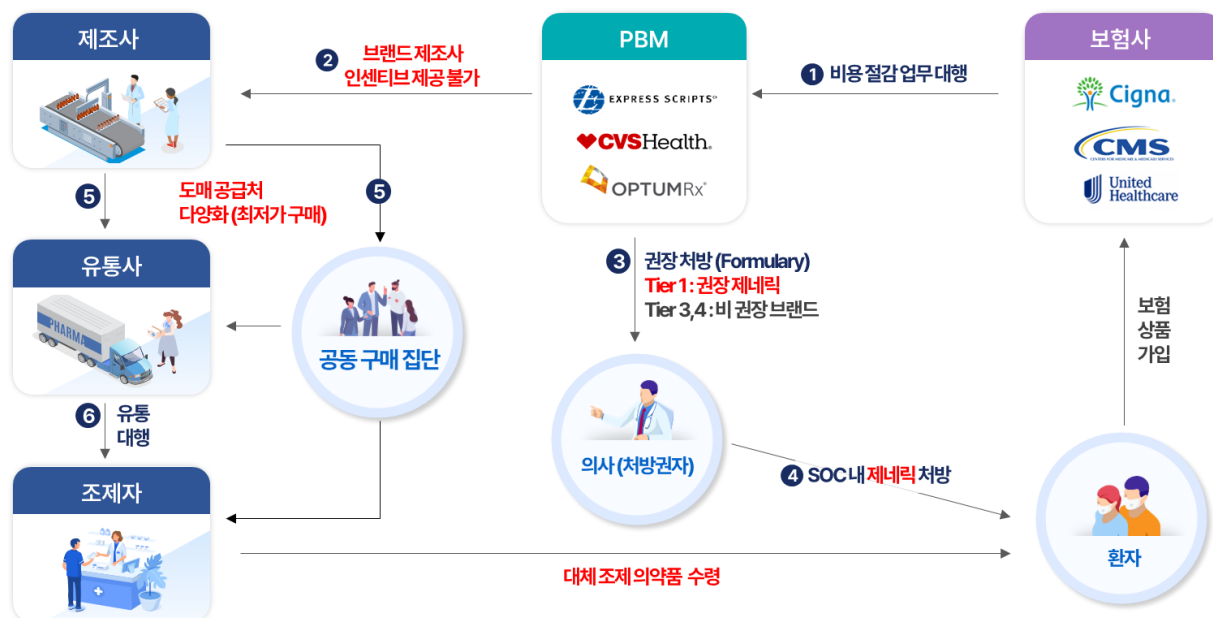 제조사
PBM
보험사
2
브랜드 제조사
인센티브 제공 불가
1 비용 절감 업무 대행
EXPRESS SCRIPTS®
CVSHealth.
OPTUMRx®
Cigna.
CMS
CENTERS FOR MEDICARE & MEDICAID SERVICES
United
Healthcare
5
도매 공급처
다양화 (최저가 구매)
5
유통사
PHARMA
공동 구매 집단
3 권장 처방 (Formulary)
Tier 1 : 권장 제네릭
Tier 3,4 : 비 권장 브랜드
보험
상품
가입
6 유통
대행
의사 (처방권자)
4 SOC 내 제네릭 처방
조제자
환자
대체 조제 의약품 수령